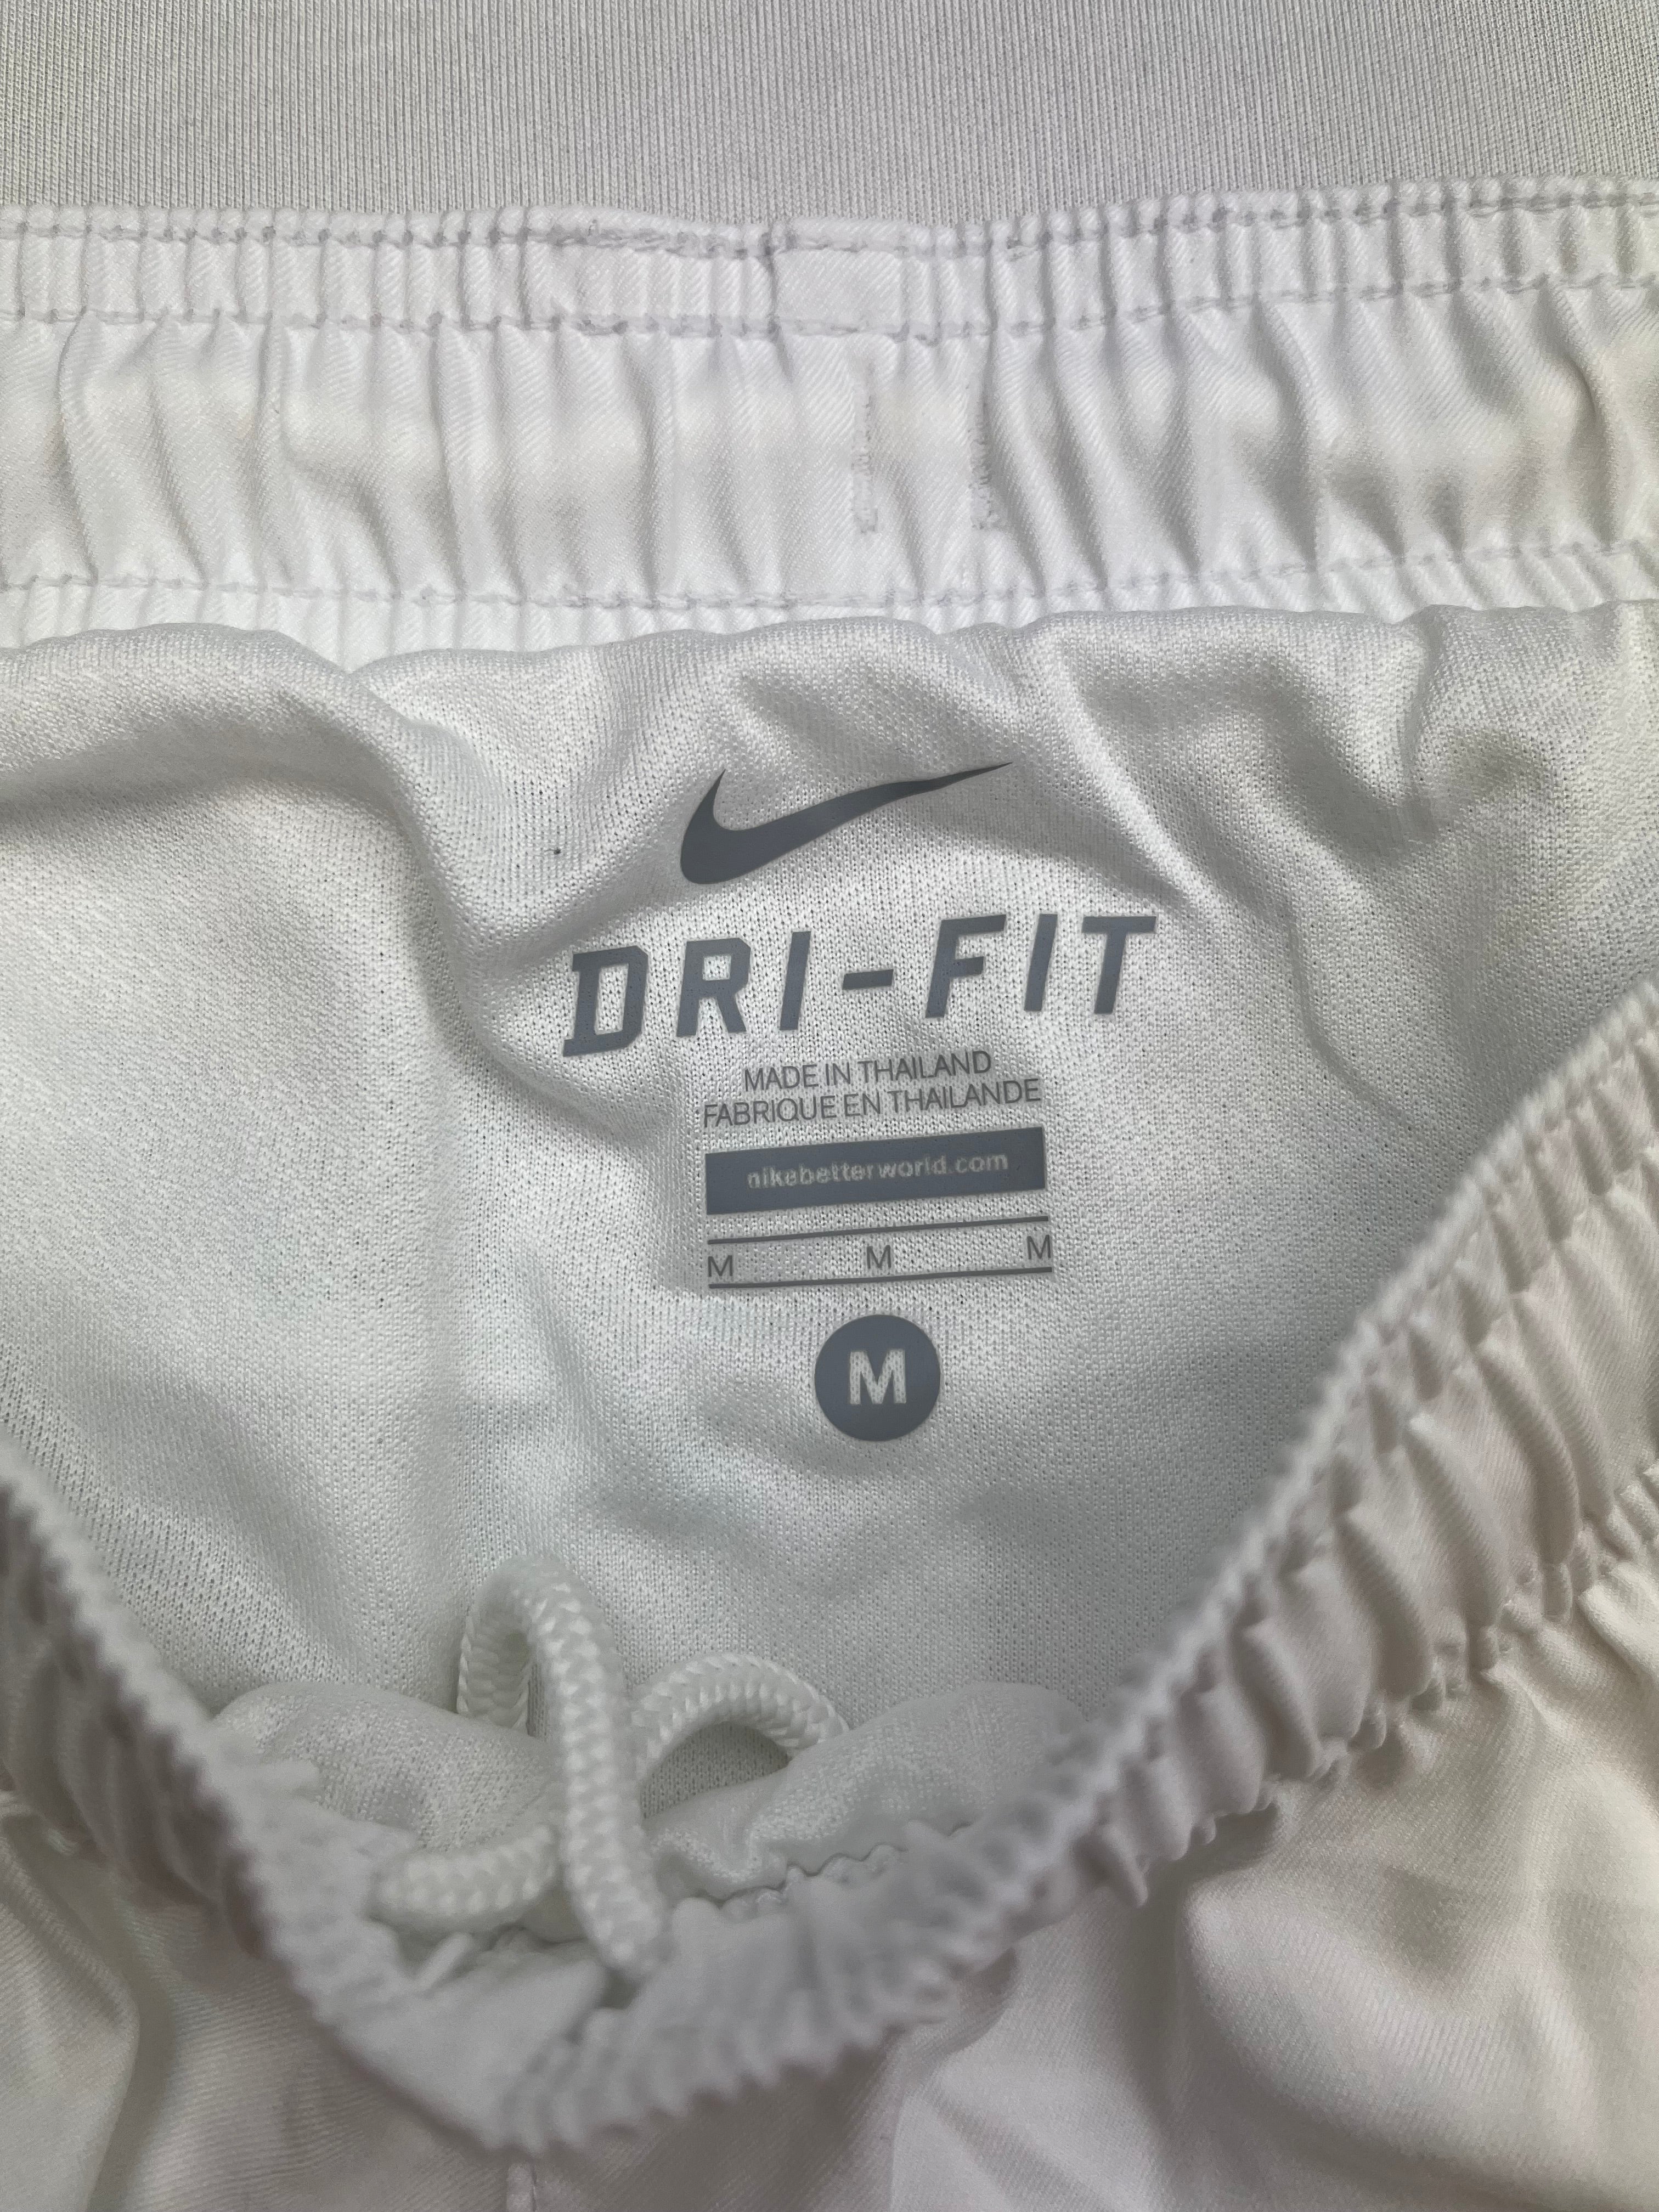 DRI-FIT
MADE IN THAILAND
FABRIQUE EN THAILANDE
nikebetterworld.com
M M M
M